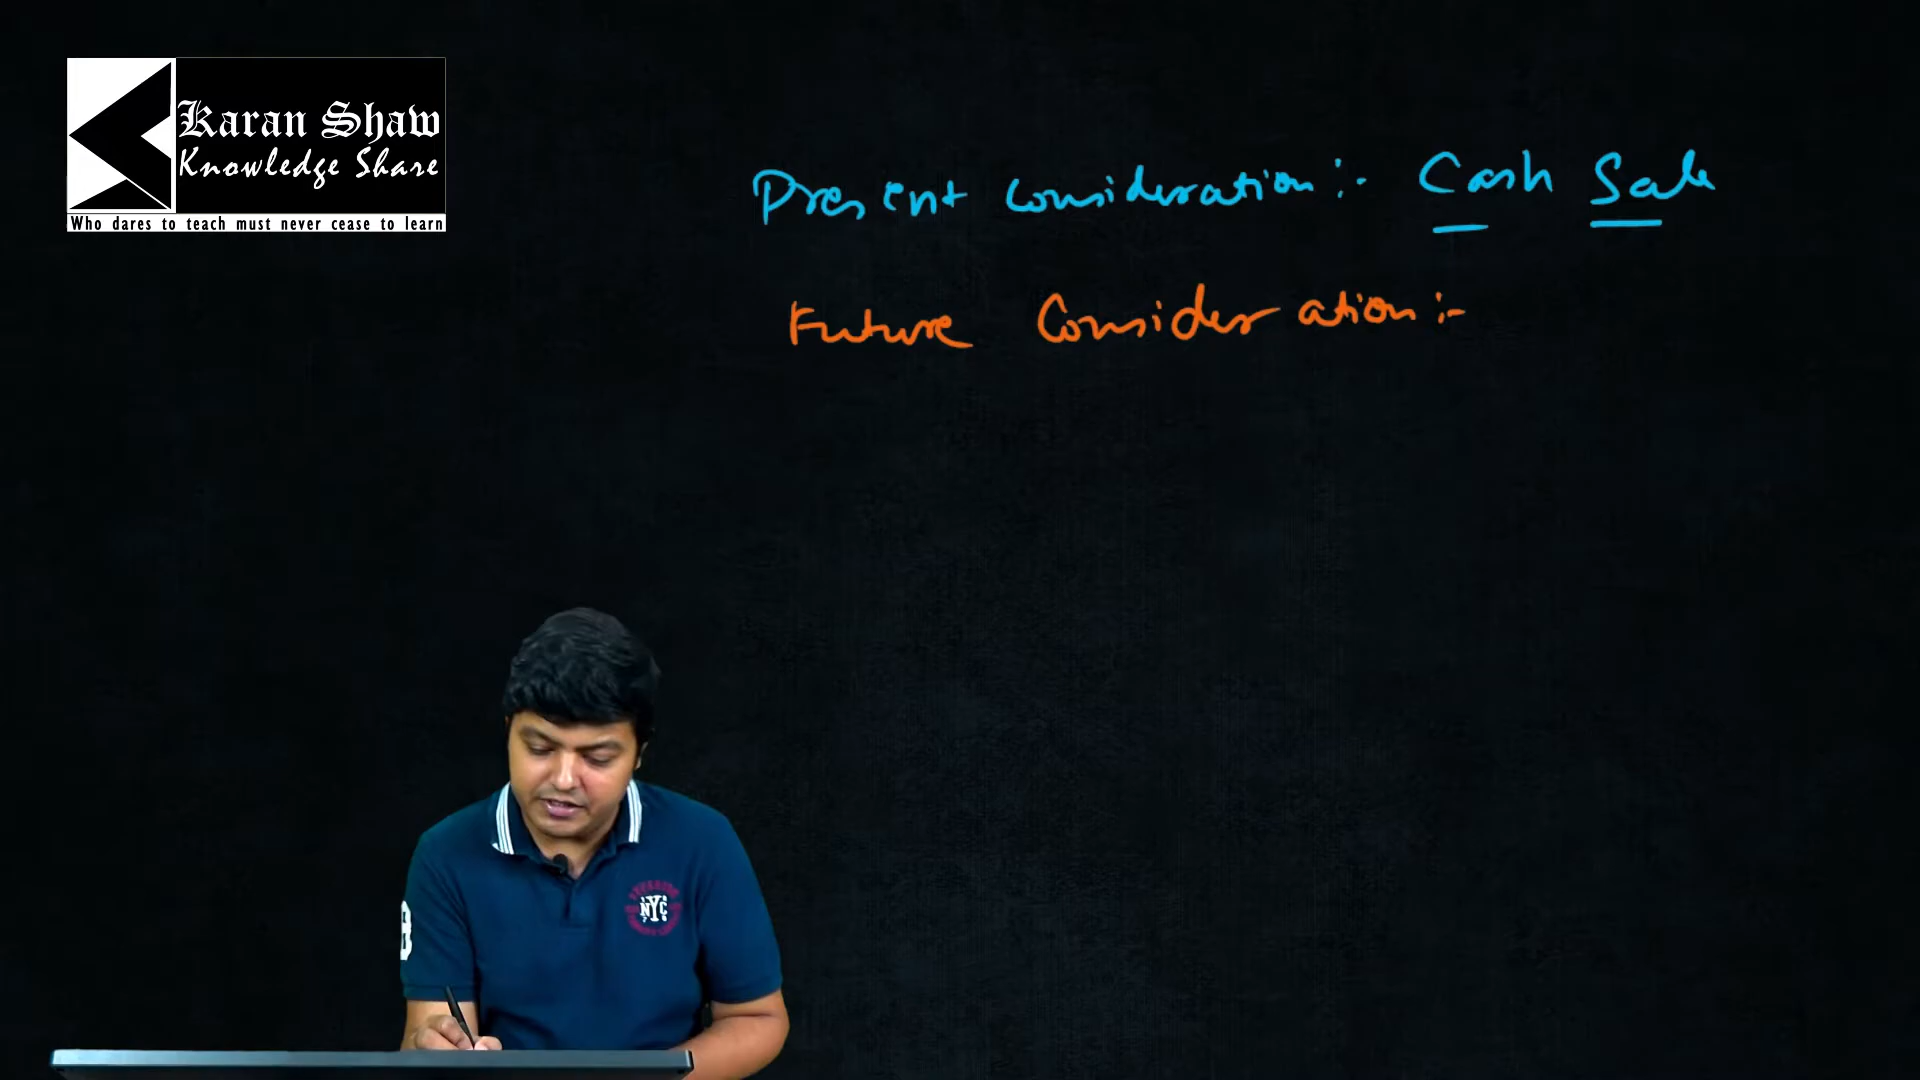 Karan Shaw
Knowledge Share
Who dares to teach must never cease to learn
Present consideration :- Cash Sale
Future Consideration :-
NYC